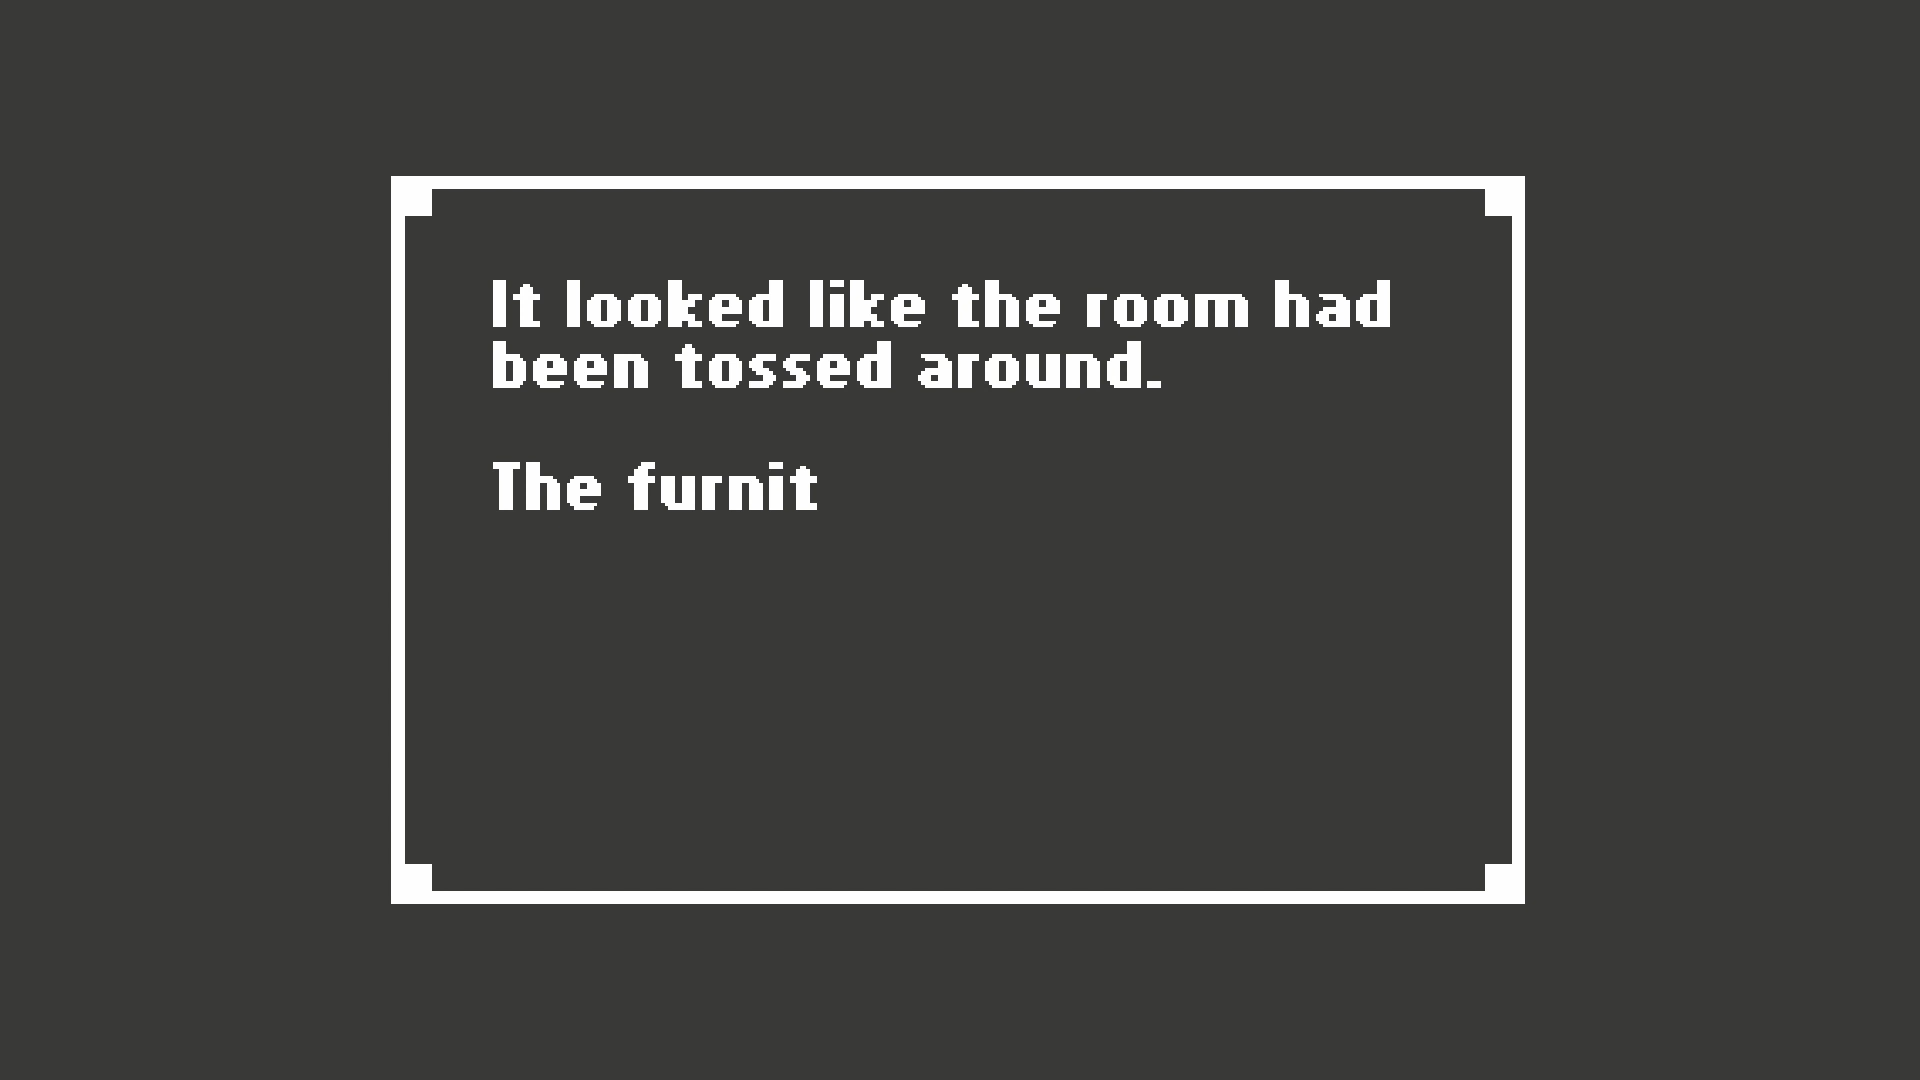 It looked like the room had
been tossed around.
The furnit